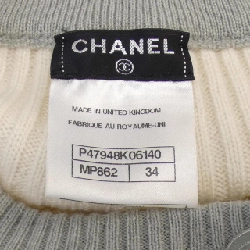 CHANEL
MADE IN UNITED KINGDOM
FABRIQUE AU ROYAUME-UNI
P47948K06140
MP862 34